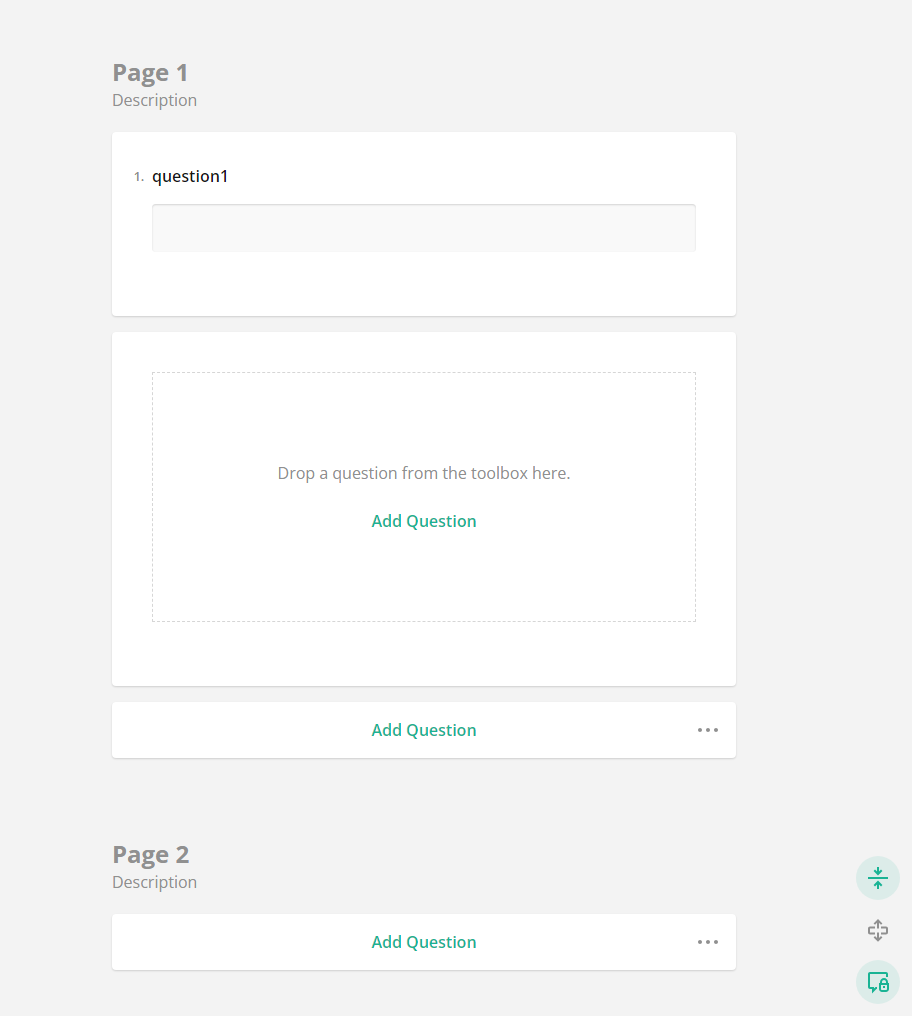 Page 1
Description
1. question1
Drop a question from the toolbox here.
Add Question
Add Question
Page 2
Description
Add Question